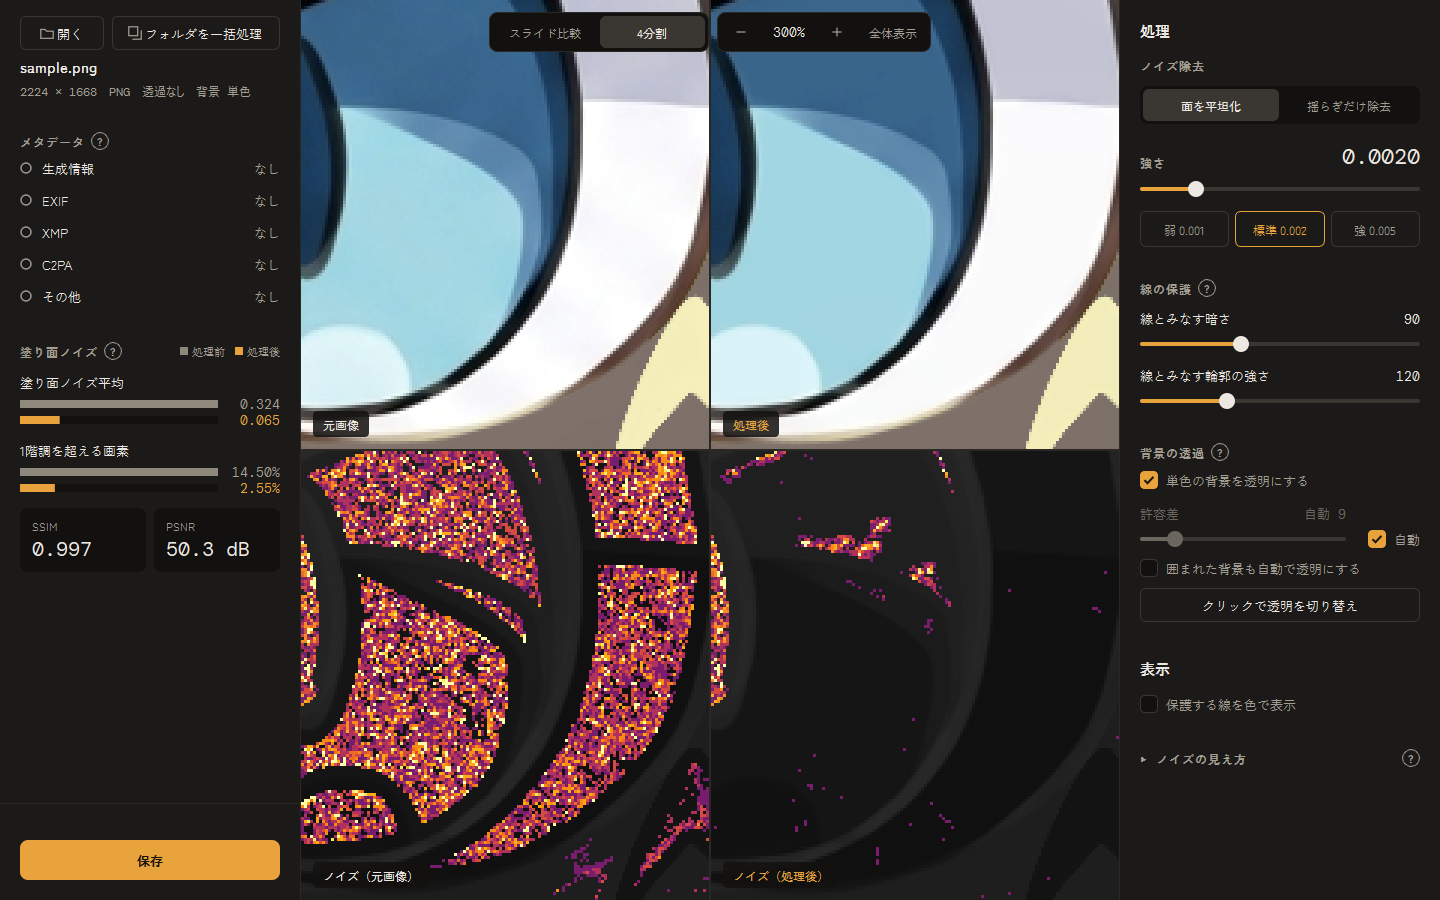 開く
フォルダを一括処理
sample.png
2224 × 1668 PNG 透過なし 背景 単色
メタデータ ?
生成情報 なし
EXIF なし
XMP なし
C2PA なし
その他 なし
塗り面ノイズ ? 処理前 処理後
塗り面ノイズ平均
0.324
0.065
1階調を超える画素
14.50%
2.55%
SSIM
0.997
PSNR
50.3 dB
保存
スライド比較 4分割
− 300% + 全体表示
元画像
処理後
ノイズ（元画像）
ノイズ（処理後）
処理
ノイズ除去
面を平坦化 揺らぎだけ除去
強さ 0.0020
弱 0.001 標準 0.002 強 0.005
線の保護 ?
線とみなす暗さ 90
線とみなす輪郭の強さ 120
背景の透過 ?
単色の背景を透明にする
許容差 自動 9
自動
囲まれた背景も自動で透明にする
クリックで透明を切り替え
表示
保護する線を色で表示
ノイズの見え方 ?